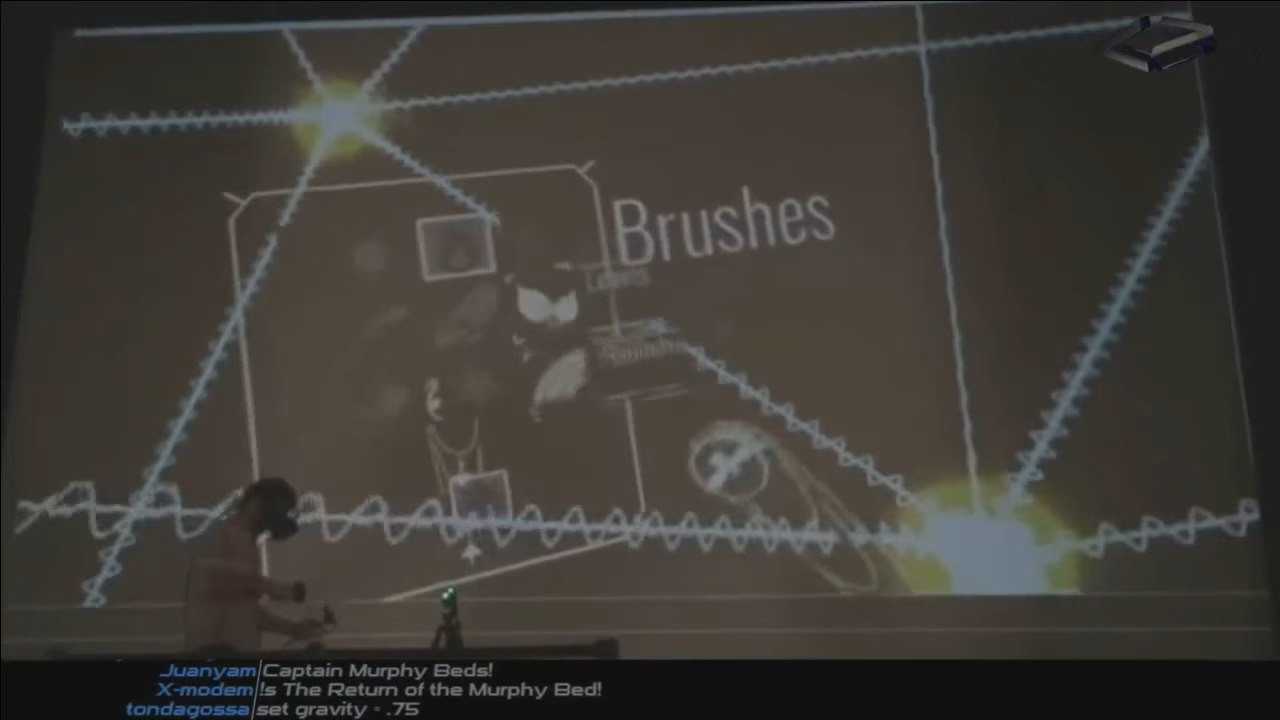 Brushes
Juanyam Captain Murphy Beds!
X-modem !s The Return of the Murphy Bed!
tondagossa set gravity = .75